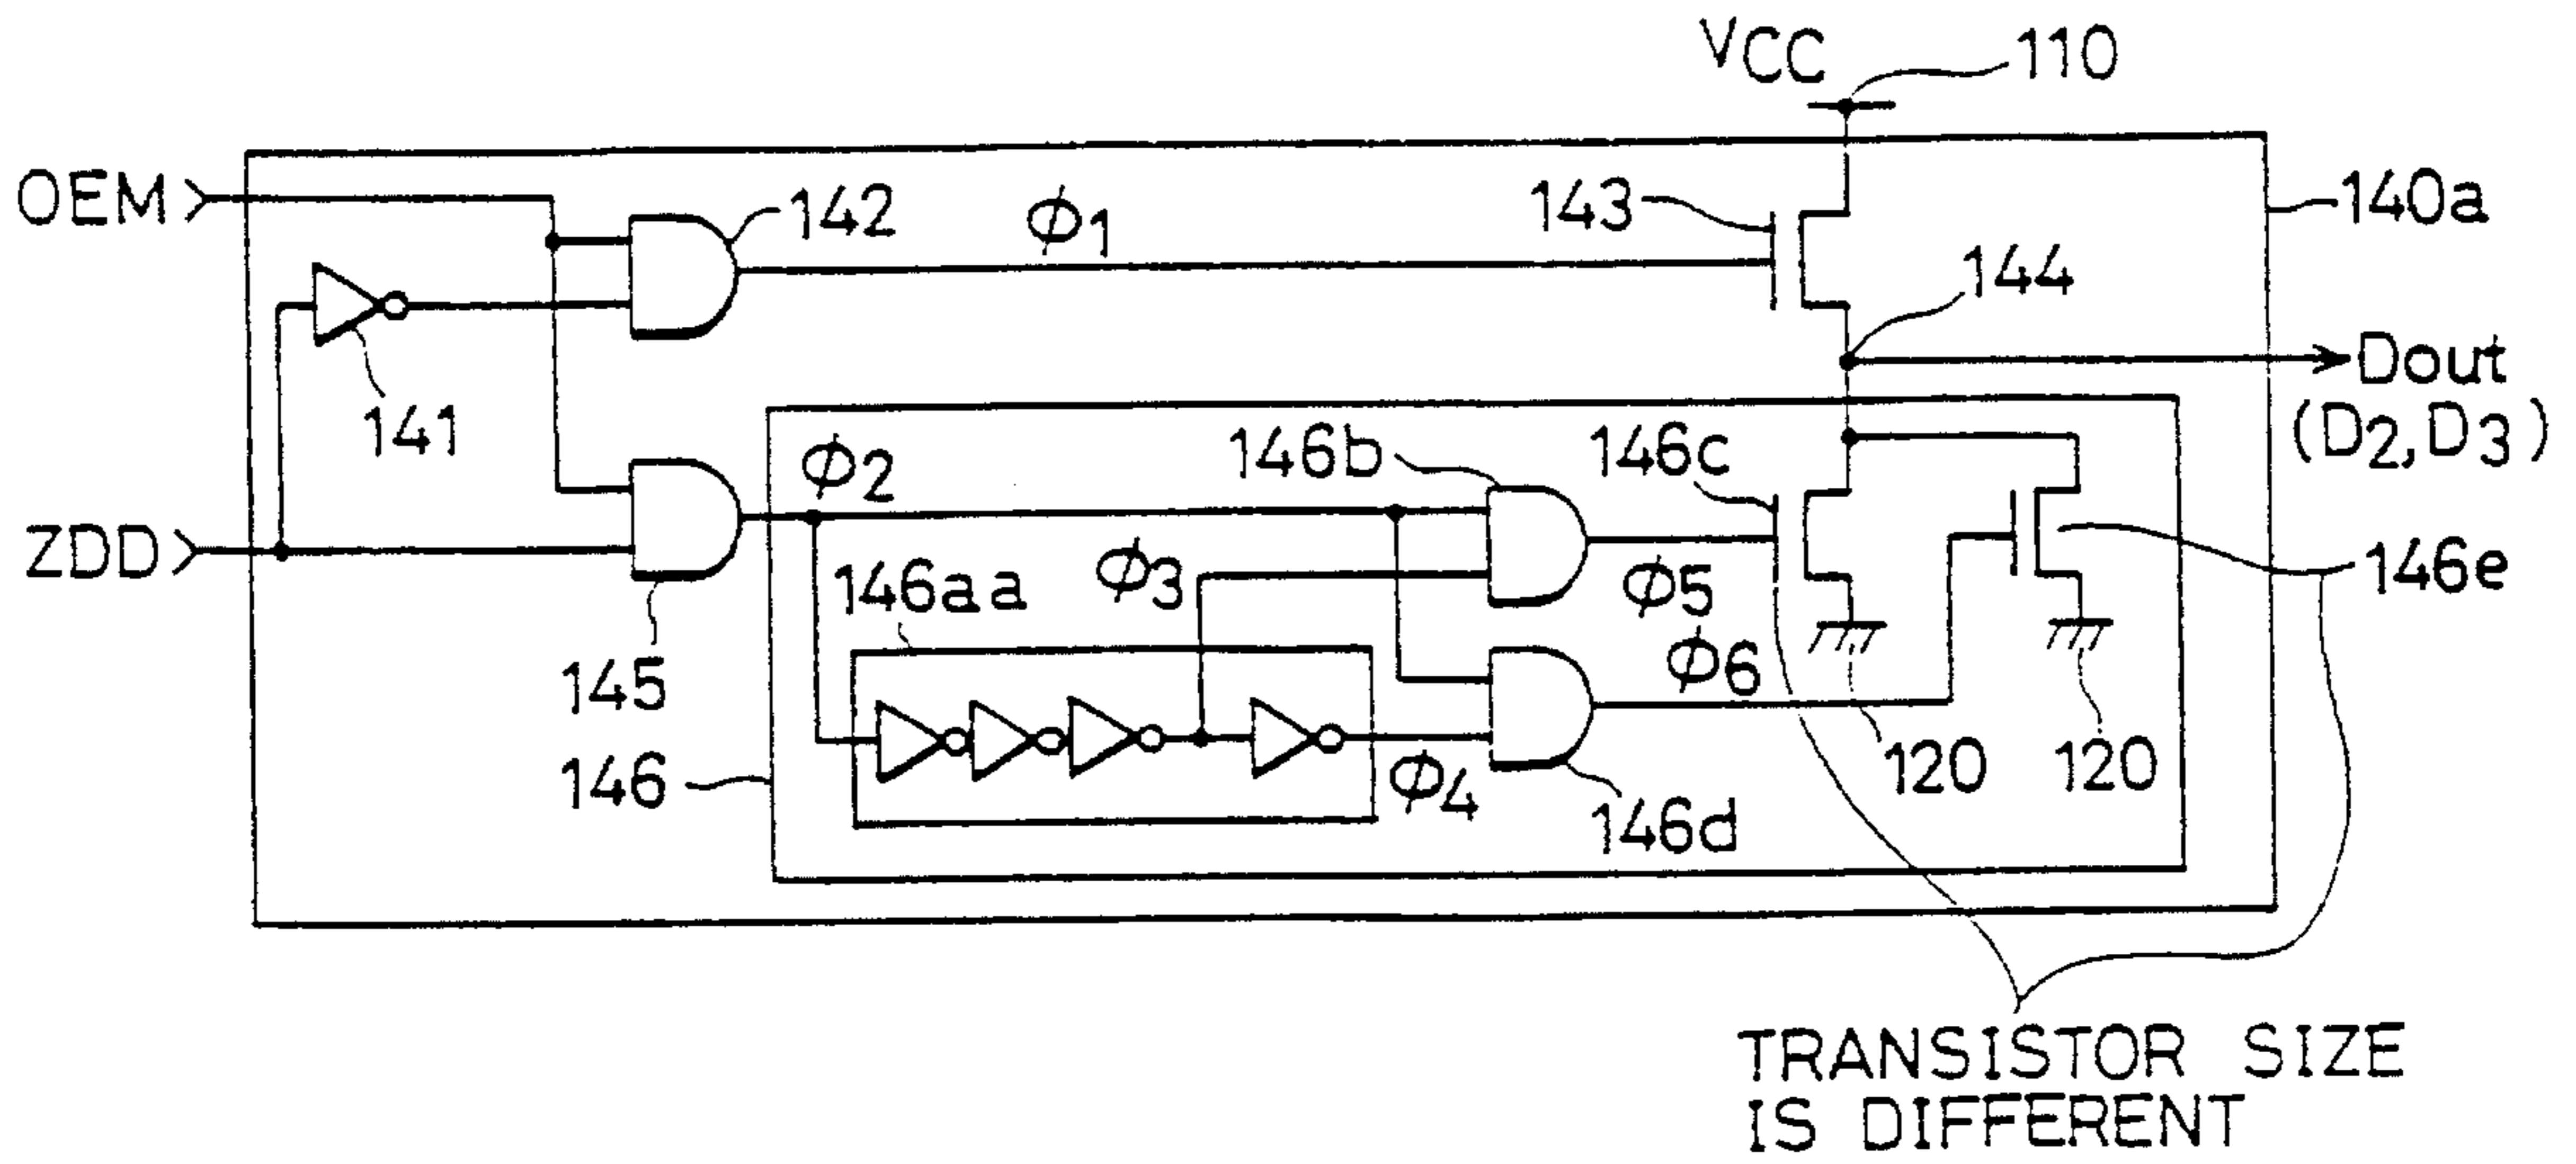 VCC
110
OEM
142
ϕ1
143
140a
144
Dout
(D2,D3)
141
ϕ2
146b
146c
ZDD
146aa
ϕ3
ϕ5
146e
145
ϕ6
146
ϕ4
146d
120
120
TRANSISTOR SIZE
IS DIFFERENT